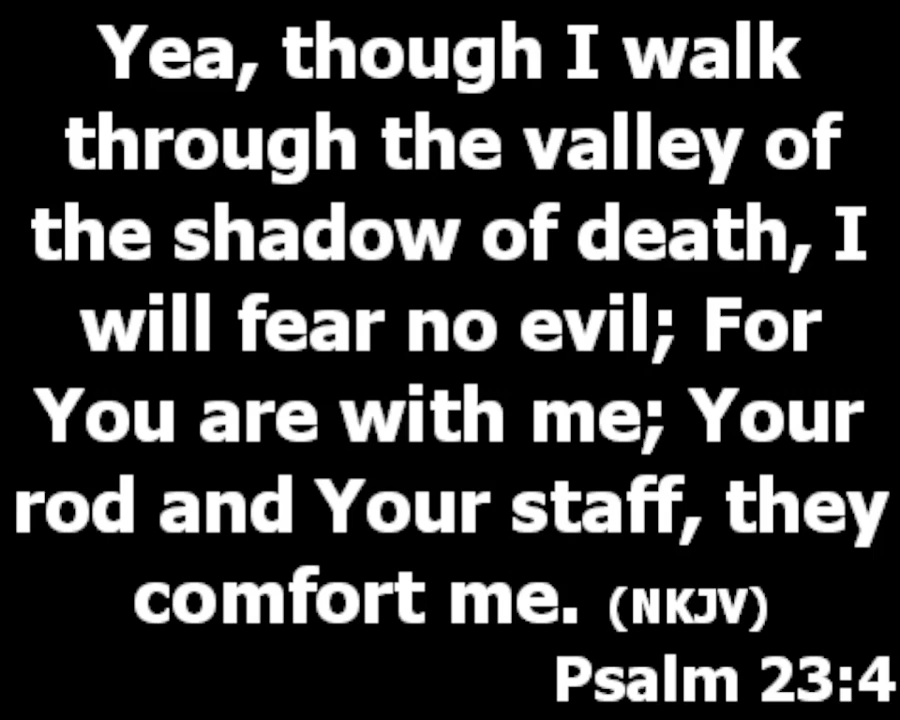 Yea, though I walk
through the valley of
the shadow of death, I
will fear no evil; For
You are with me; Your
rod and Your staff, they
comfort me. (NKJV)
Psalm 23:4